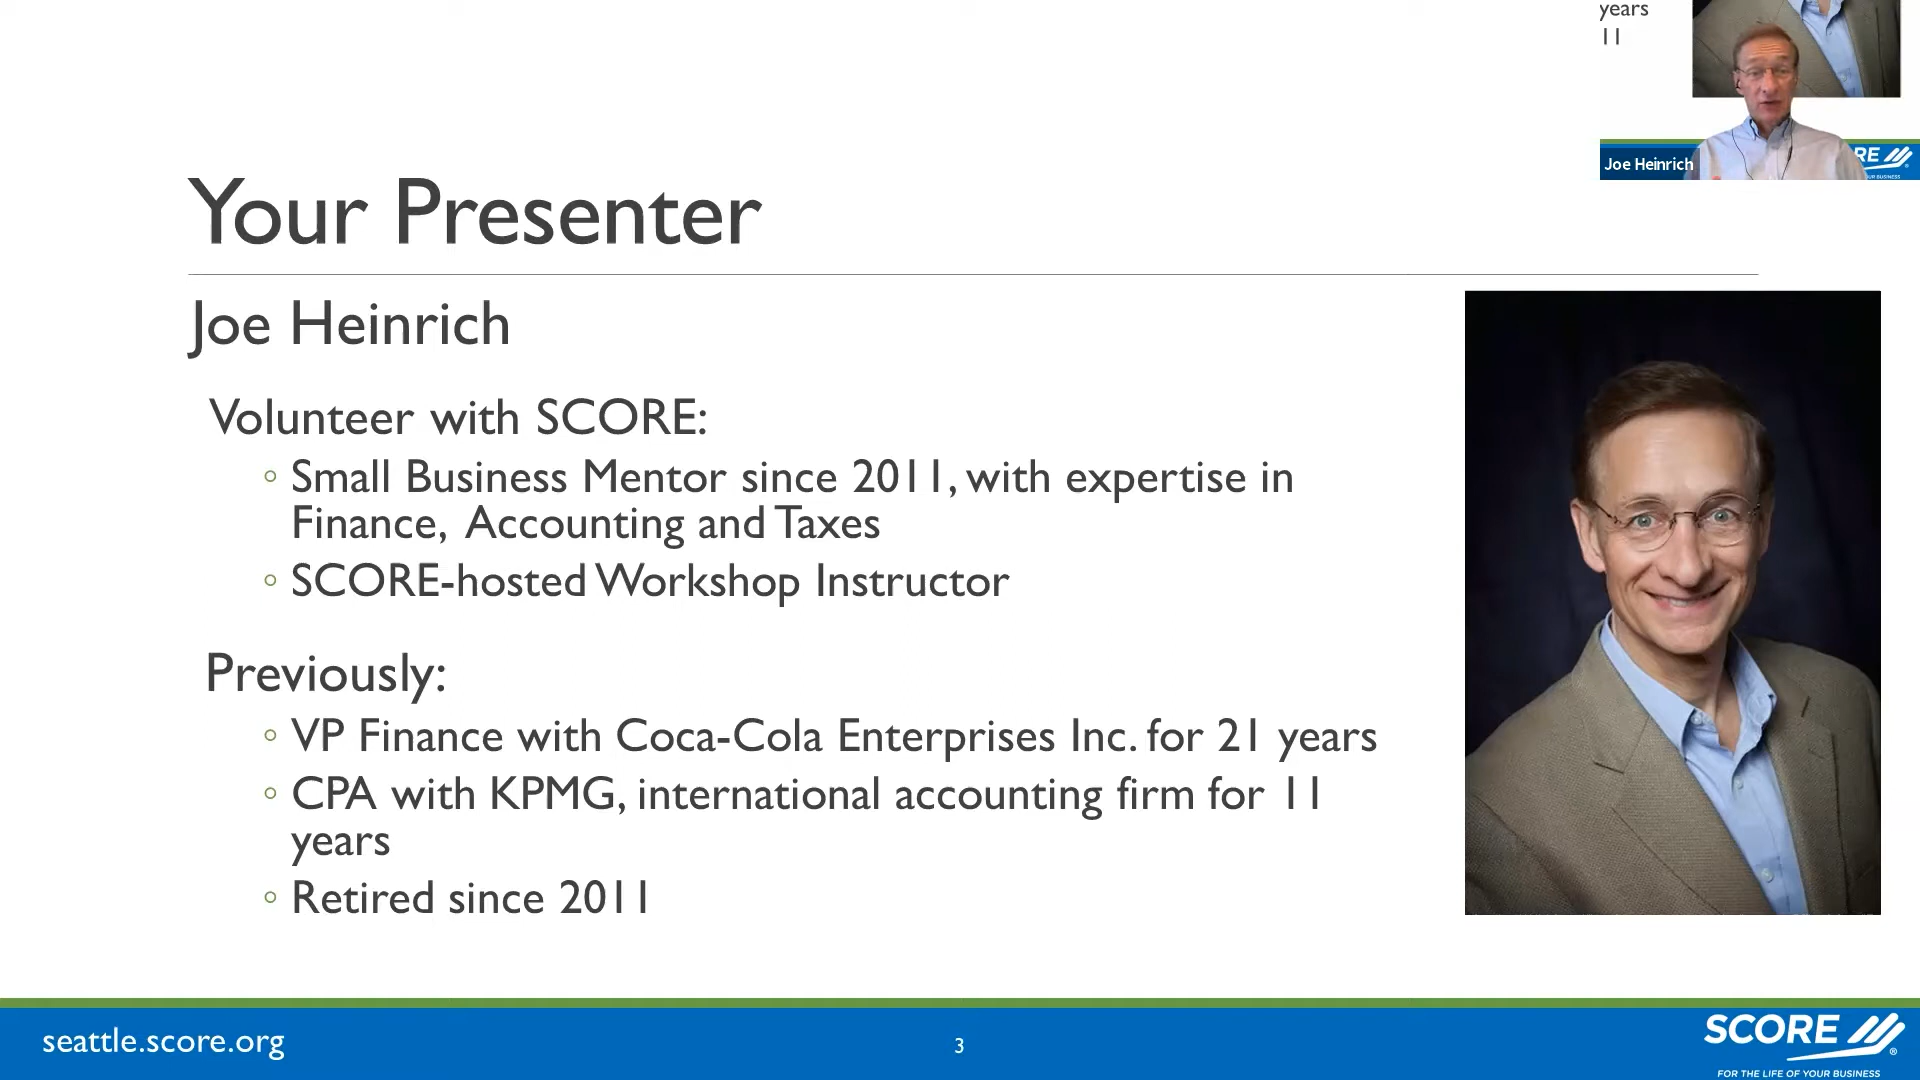 years
11
Joe Heinrich
RE
UR BUSINESS
Your Presenter
Joe Heinrich
Volunteer with SCORE:
◦ Small Business Mentor since 2011, with expertise in
Finance, Accounting and Taxes
◦ SCORE-hosted Workshop Instructor
Previously:
◦ VP Finance with Coca-Cola Enterprises Inc. for 21 years
◦ CPA with KPMG, international accounting firm for 11
years
◦ Retired since 2011
seattle.score.org
3
SCORE
®
FOR THE LIFE OF YOUR BUSINESS